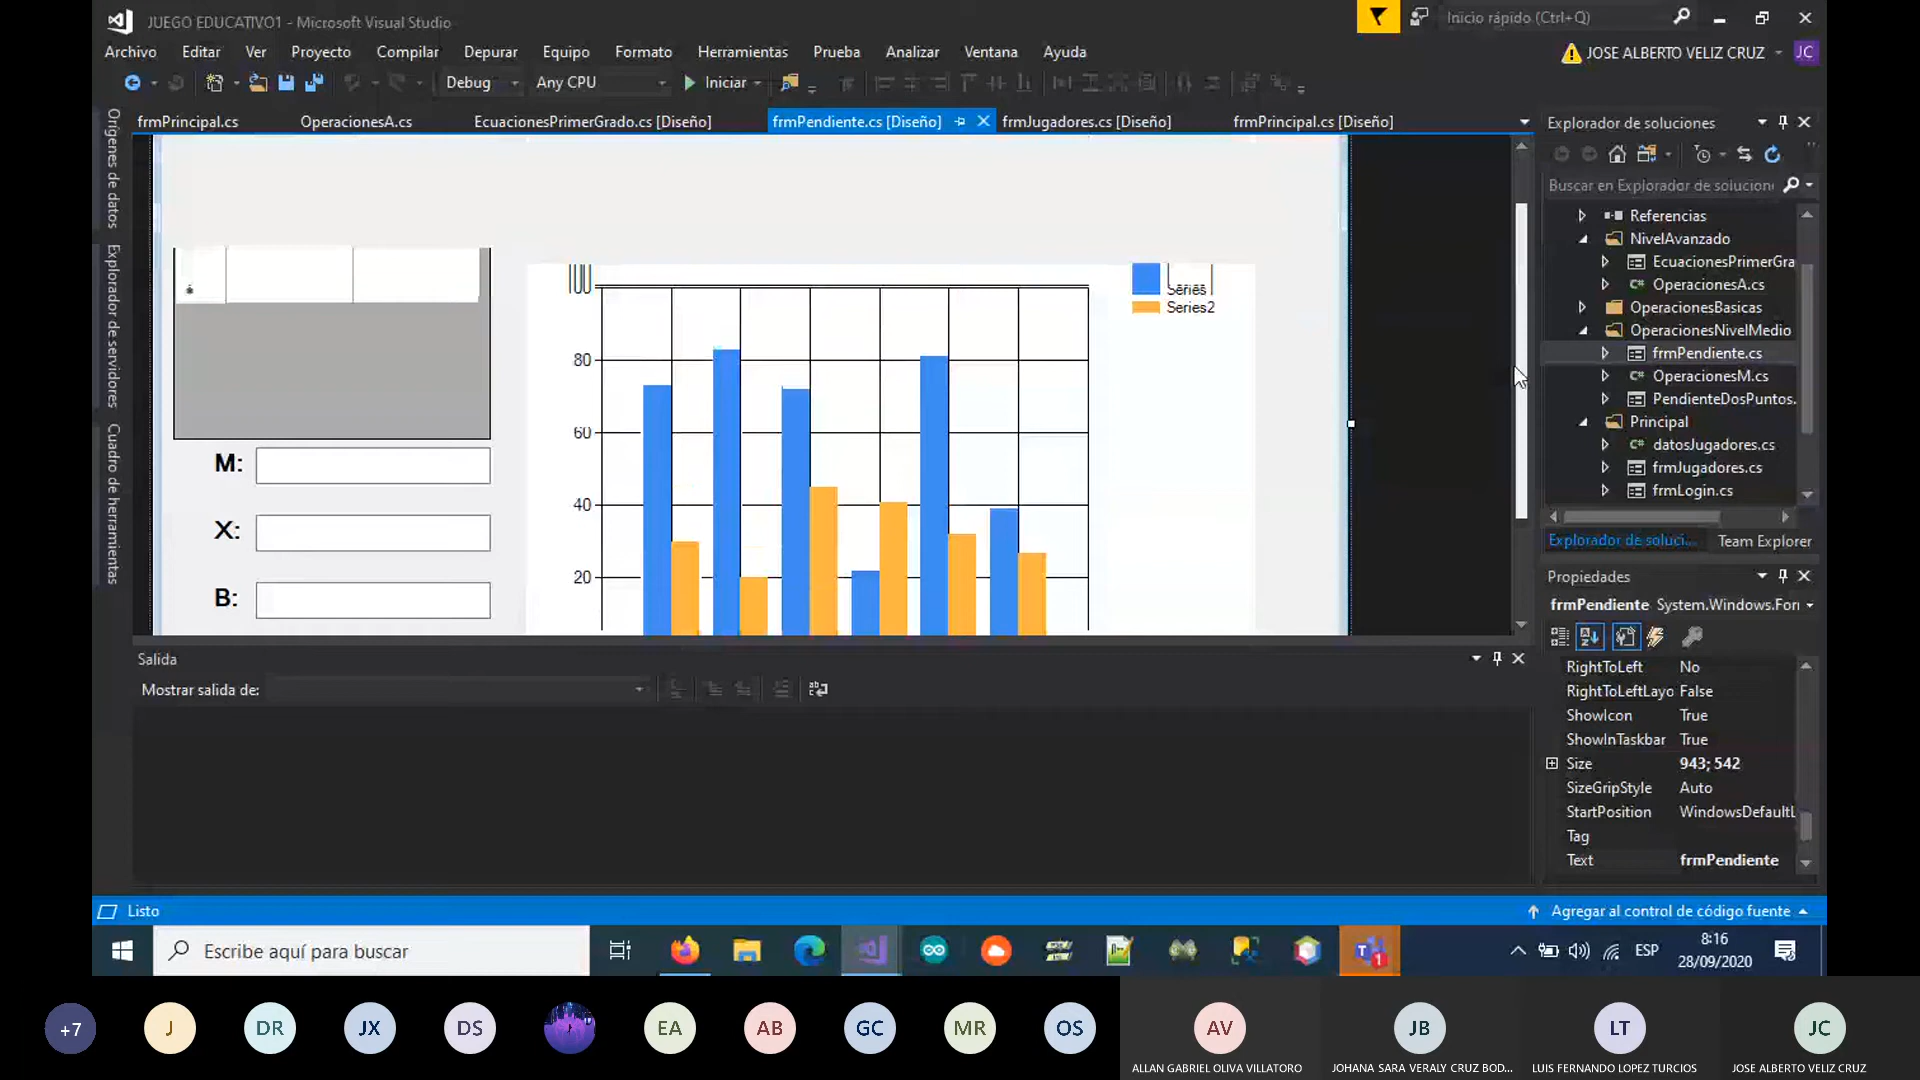 JUEGO EDUCATIVO1 - Microsoft Visual Studio
Inicio rápido (Ctrl+Q)
Archivo Editar Ver Proyecto Compilar Depurar Equipo Formato Herramientas Prueba Analizar Ventana Ayuda
JOSE ALBERTO VELIZ CRUZ JC
Debug Any CPU Iniciar
frmPrincipal.cs OperacionesA.cs EcuacionesPrimerGrado.cs [Diseño] frmPendiente.cs [Diseño] frmJugadores.cs [Diseño] frmPrincipal.cs [Diseño]
Orígenes de datos
Explorador de servidores
Cuadro de herramientas
100
80
60
40
20
Series
Series2
M:
X:
B:
Explorador de soluciones
Buscar en Explorador de solucion
Referencias
NivelAvanzado
EcuacionesPrimerGra
OperacionesA.cs
OperacionesBasicas
OperacionesNivelMedio
frmPendiente.cs
OperacionesM.cs
PendienteDosPuntos.
Principal
datosJugadores.cs
frmJugadores.cs
frmLogin.cs
Explorador de soluci... Team Explorer
Propiedades
frmPendiente System.Windows.For
RightToLeft No
RightToLeftLayo False
ShowIcon True
ShowInTaskbar True
Size 943; 542
SizeGripStyle Auto
StartPosition WindowsDefaultL
Tag
Text frmPendiente
Salida
Mostrar salida de:
Listo
Agregar al control de código fuente
Escribe aquí para buscar
1
ESP
8:16
28/09/2020
+7 J DR JX DS EA AB GC MR OS AV JB LT JC
ALLAN GABRIEL OLIVA VILLATORO JOHANA SARA VERALY CRUZ BOD... LUIS FERNANDO LOPEZ TURCIOS JOSE ALBERTO VELIZ CRUZ